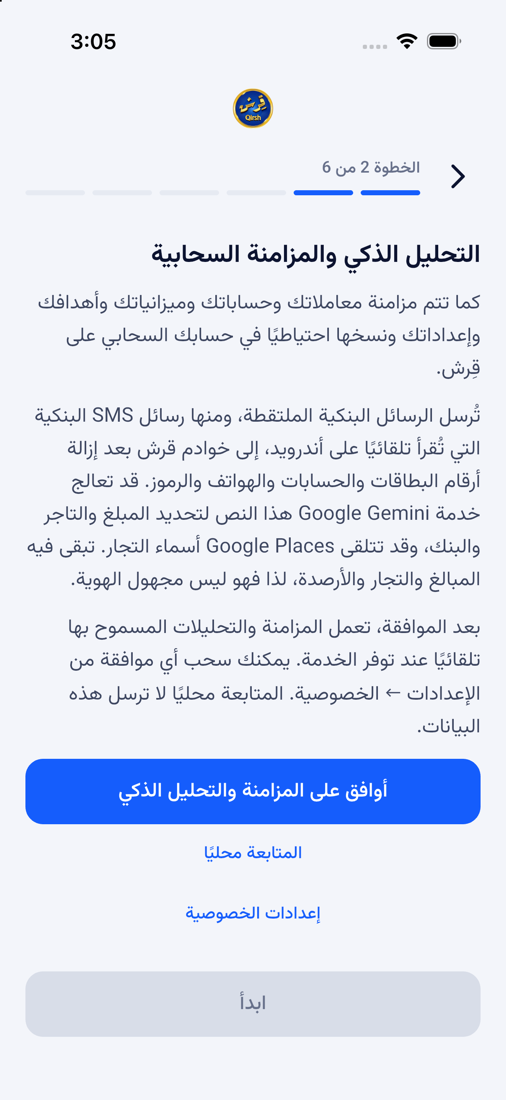 3:05
قرش
Qirsh
الخطوة 2 من 6
التحليل الذكي والمزامنة السحابية
كما تتم مزامنة معاملاتك وحساباتك وميزانياتك وأهدافك
وإعداداتك ونسخها احتياطيًا في حسابك السحابي على
قِرش.
تُرسل الرسائل البنكية الملتقطة، ومنها رسائل SMS البنكية
التي تُقرأ تلقائيًا على أندرويد، إلى خوادم قرش بعد إزالة
أرقام البطاقات والحسابات والهواتف والرموز. قد تعالج
خدمة Google Gemini هذا النص لتحديد المبلغ والتاجر
والبنك، وقد تتلقى Google Places أسماء التجار. تبقى فيه
المبالغ والتجار والأرصدة، لذا فهو ليس مجهول الهوية.
بعد الموافقة، تعمل المزامنة والتحليلات المسموح بها
تلقائيًا عند توفر الخدمة. يمكنك سحب أي موافقة من
الإعدادات ← الخصوصية. المتابعة محليًا لا ترسل هذه
البيانات.
أوافق على المزامنة والتحليل الذكي
المتابعة محليًا
إعدادات الخصوصية
ابدأ